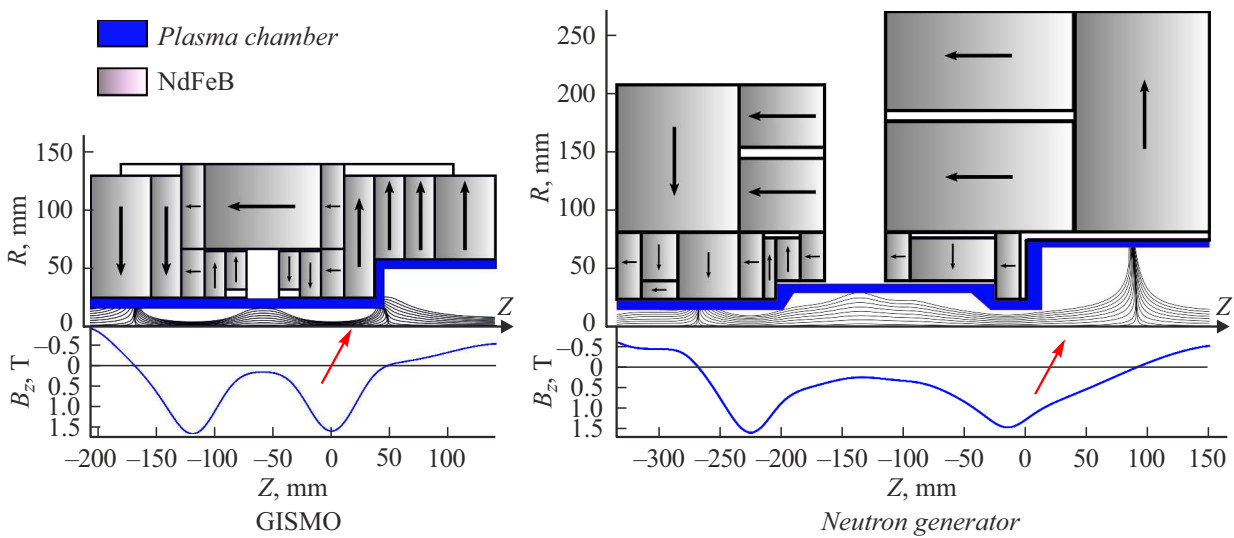 Plasma chamber
NdFeB
R, mm
150
100
50
0
Z
B_z, T
–0.5
0
0.5
1.0
1.5
–200 –150 –100 –50 0 50 100
Z, mm
GISMO
R, mm
250
200
150
100
50
0
Z
B_z, T
–0.5
0
0.5
1.0
1.5
–300 –250 –200 –150 –100 –50 0 50 100 150
Z, mm
Neutron generator